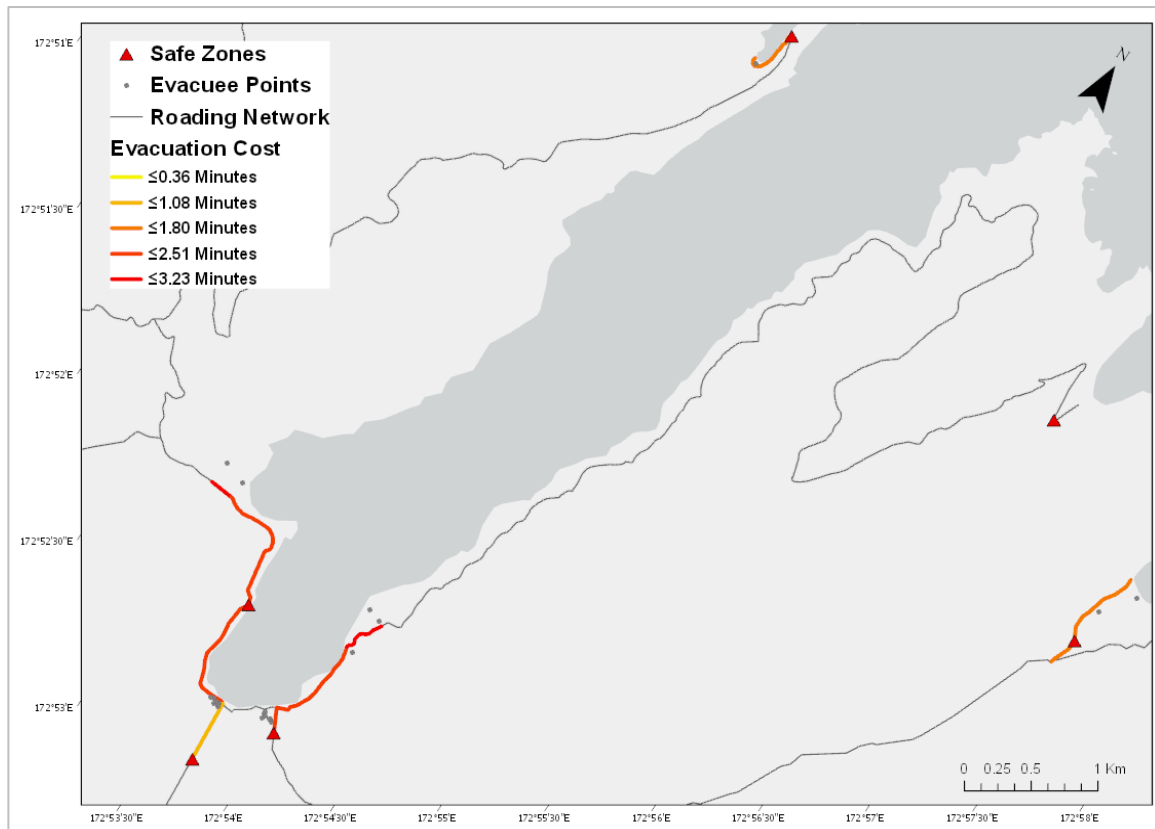 172°51'E
Safe Zones
Evacuee Points
Roading Network
Evacuation Cost
≤0.36 Minutes
≤1.08 Minutes
≤1.80 Minutes
≤2.51 Minutes
≤3.23 Minutes
N
172°51'30"E
172°52'E
172°52'30"E
172°53'E
0 0.25 0.5 1 Km
172°53'30"E 172°54'E 172°54'30"E 172°55'E 172°55'30"E 172°56'E 172°56'30"E 172°57'E 172°57'30"E 172°58'E